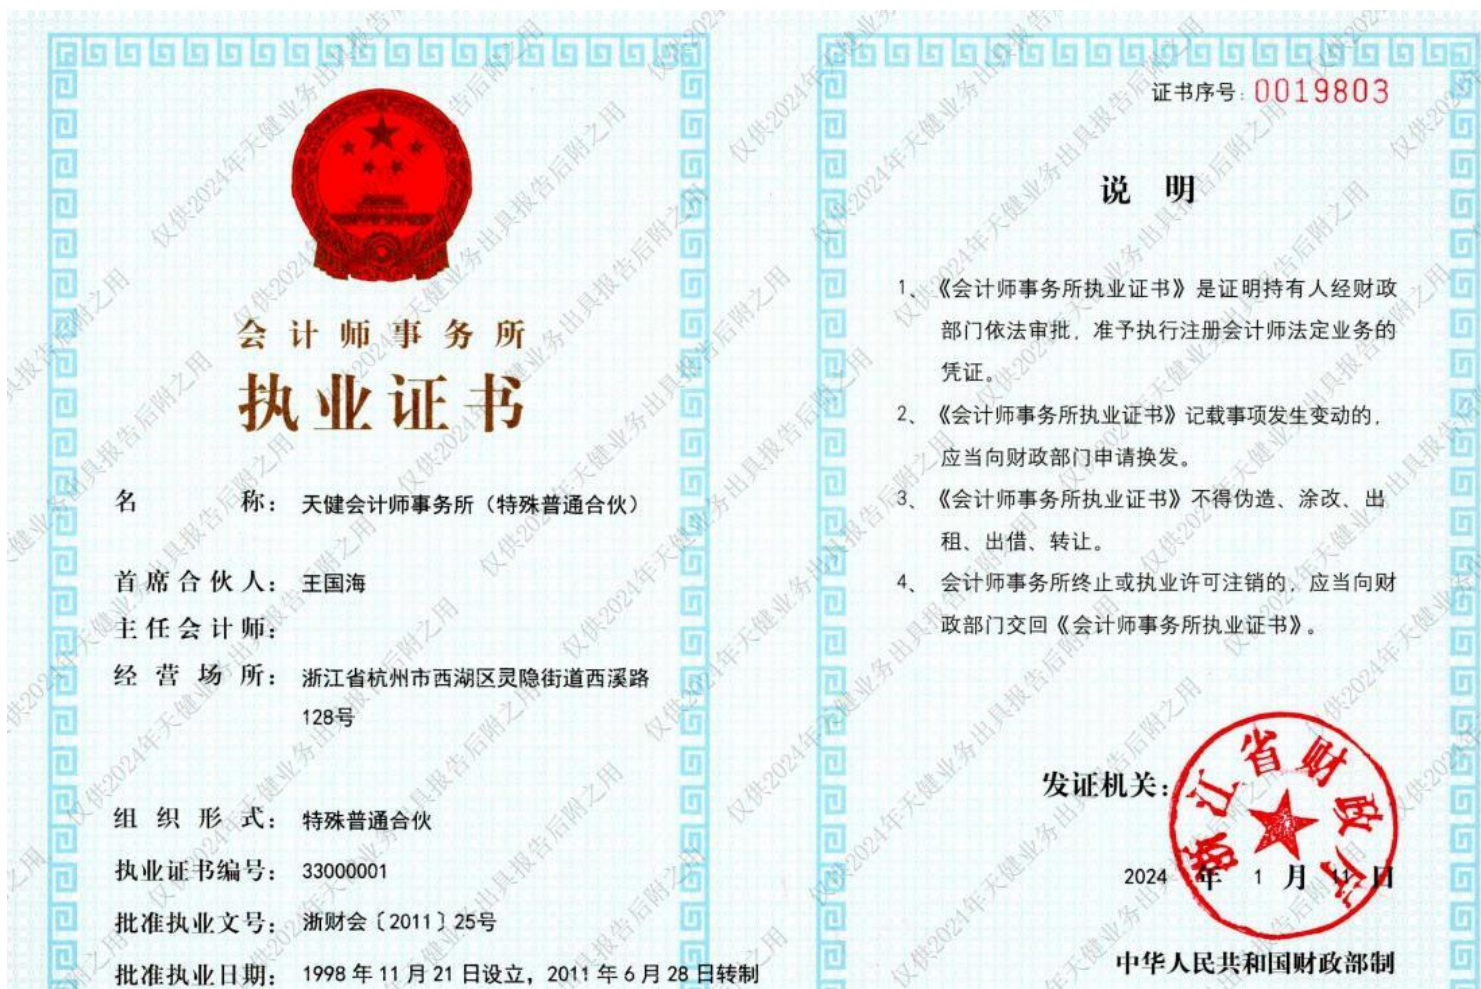 会计师事务所
执业证书
名 称： 天健会计师事务所（特殊普通合伙）
首席合伙人： 王国海
主任会计师：
经营场所： 浙江省杭州市西湖区灵隐街道西溪路
128号
组织形式： 特殊普通合伙
执业证书编号： 33000001
批准执业文号： 浙财会〔2011〕25号
批准执业日期： 1998年11月21日设立，2011年6月28日转制
证书序号：0019803
说 明
1、《会计师事务所执业证书》是证明持有人经财政
部门依法审批，准予执行注册会计师法定业务的
凭证。
2、《会计师事务所执业证书》记载事项发生变动的，
应当向财政部门申请换发。
3、《会计师事务所执业证书》不得伪造、涂改、出
租、出借、转让。
4、会计师事务所终止或执业许可注销的，应当向财
政部门交回《会计师事务所执业证书》。
发证机关：
浙江省财政厅
2024年1月11日
中华人民共和国财政部制
仅供2024年天健业务出具报告后附之用